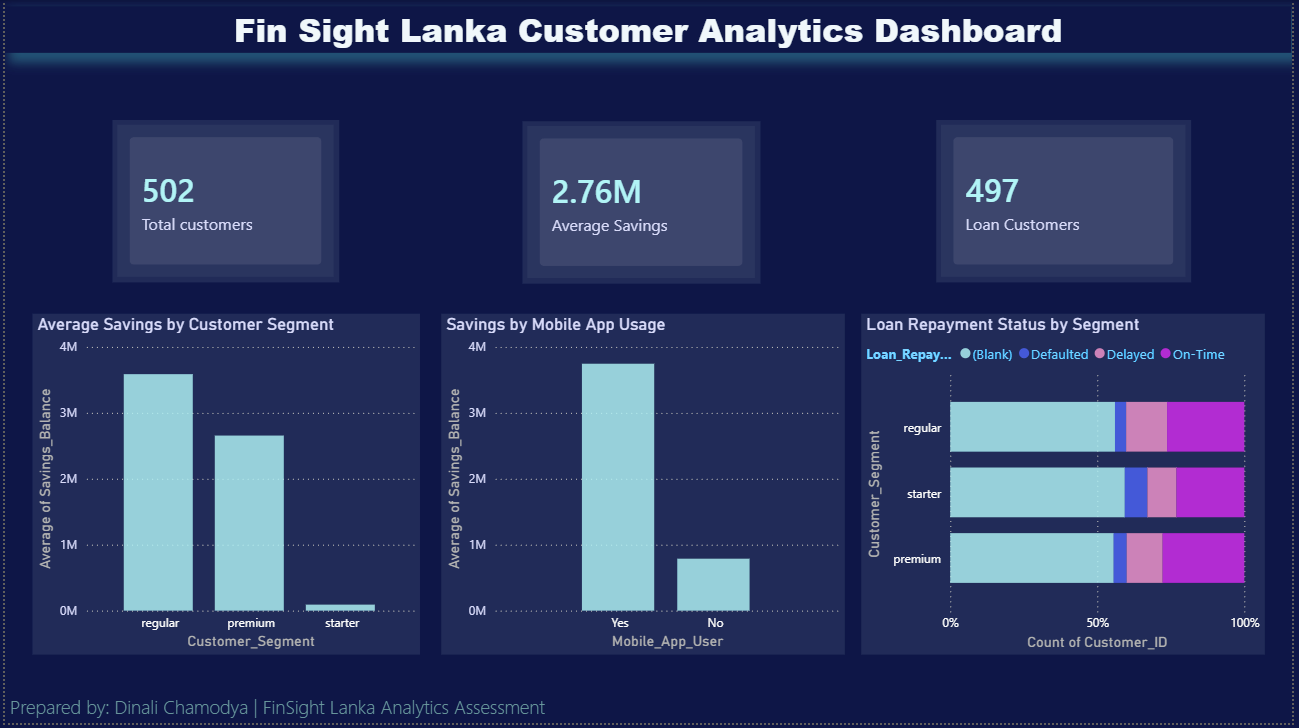 Fin Sight Lanka Customer Analytics Dashboard
502
Total customers
2.76M
Average Savings
497
Loan Customers
Average Savings by Customer Segment
4M
3M
2M
1M
0M
Average of Savings_Balance
regular premium starter
Customer_Segment
Savings by Mobile App Usage
4M
3M
2M
1M
0M
Average of Savings_Balance
Yes No
Mobile_App_User
Loan Repayment Status by Segment
Loan_Repay... (Blank) Defaulted Delayed On-Time
Customer_Segment
regular
starter
premium
0% 50% 100%
Count of Customer_ID
Prepared by: Dinali Chamodya | FinSight Lanka Analytics Assessment